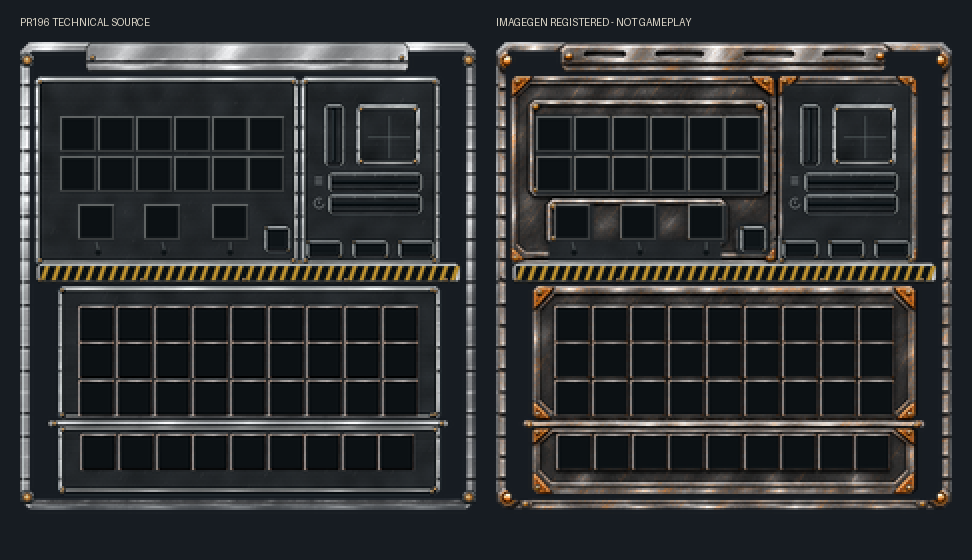 PR196 TECHNICAL SOURCE
IMAGEGEN REGISTERED - NOT GAMEPLAY